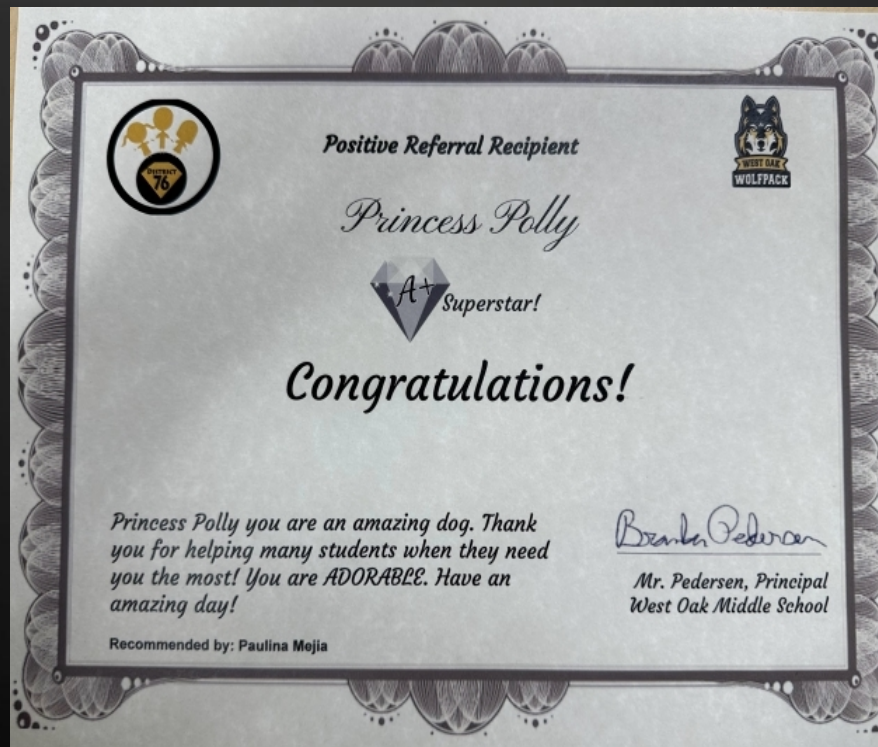 Positive Referral Recipient
DISTRICT
76
WEST OAK
WOLFPACK
Princess Polly
A+
Superstar!
Congratulations!
Princess Polly you are an amazing dog. Thank
you for helping many students when they need
you the most! You are ADORABLE. Have an
amazing day!
Recommended by: Paulina Mejia
Brandon Pedersen
Mr. Pedersen, Principal
West Oak Middle School